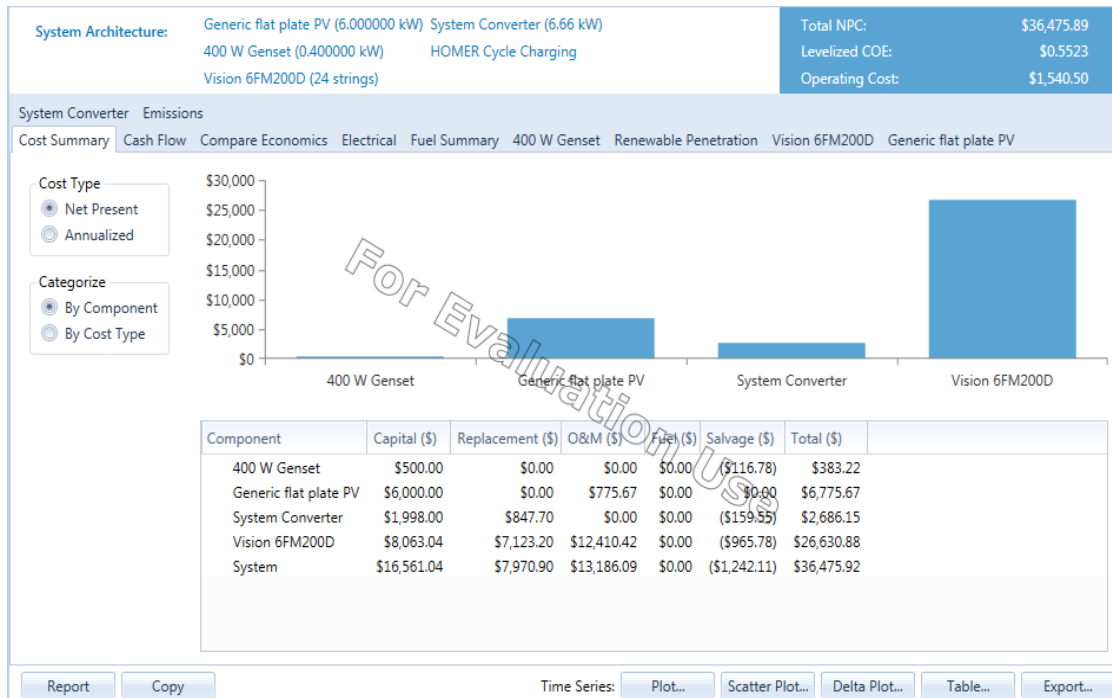 System Architecture:
Generic flat plate PV (6.000000 kW) System Converter (6.66 kW)
400 W Genset (0.400000 kW) HOMER Cycle Charging
Vision 6FM200D (24 strings)
Total NPC: $36,475.89
Levelized COE: $0.5523
Operating Cost: $1,540.50
System Converter Emissions
Cost Summary Cash Flow Compare Economics Electrical Fuel Summary 400 W Genset Renewable Penetration Vision 6FM200D Generic flat plate PV
Cost Type
Net Present
Annualized
Categorize
By Component
By Cost Type
$30,000
$25,000
$20,000
$15,000
$10,000
$5,000
$0
400 W Genset Generic flat plate PV System Converter Vision 6FM200D
For Evaluation Use
Component Capital ($) Replacement ($) O&M ($) Fuel ($) Salvage ($) Total ($)
400 W Genset $500.00 $0.00 $0.00 $0.00 ($116.78) $383.22
Generic flat plate PV $6,000.00 $0.00 $775.67 $0.00 $0.00 $6,775.67
System Converter $1,998.00 $847.70 $0.00 $0.00 ($159.55) $2,686.15
Vision 6FM200D $8,063.04 $7,123.20 $12,410.42 $0.00 ($965.78) $26,630.88
System $16,561.04 $7,970.90 $13,186.09 $0.00 ($1,242.11) $36,475.92
Report Copy Time Series: Plot... Scatter Plot... Delta Plot... Table... Export...